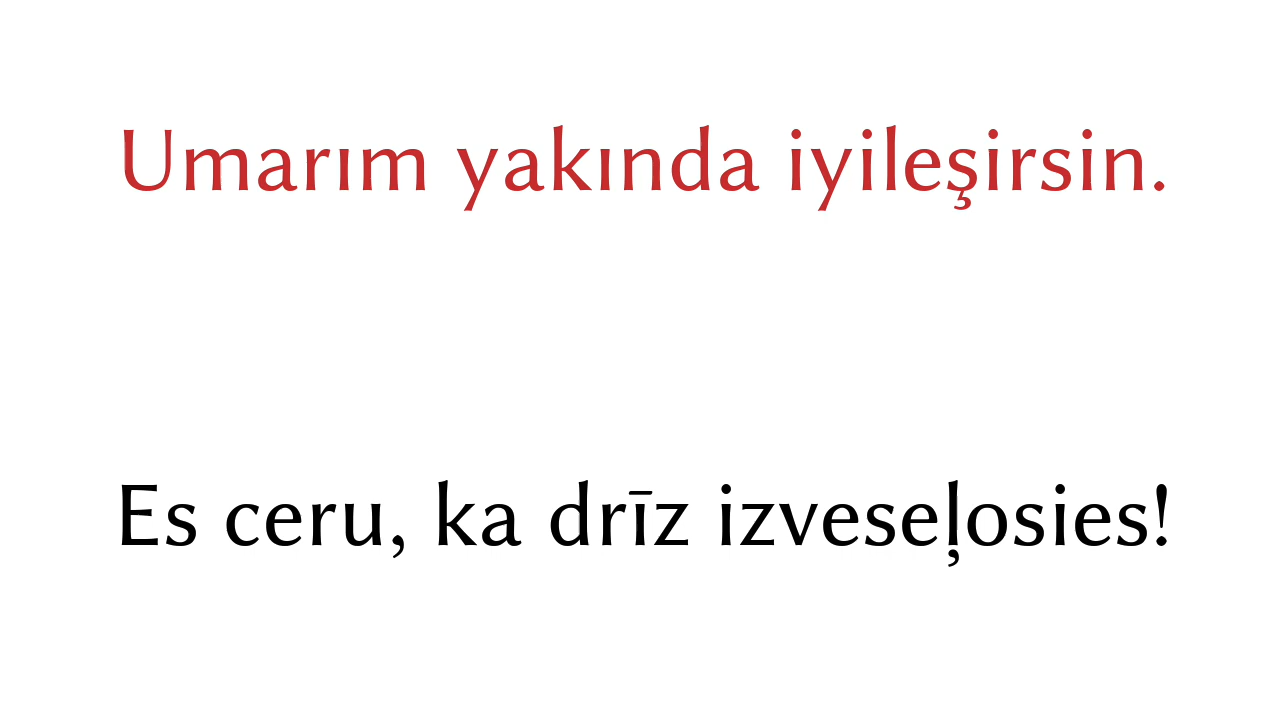 Umarım yakında iyileşirsin.
Es ceru, ka drīz izveseļosies!